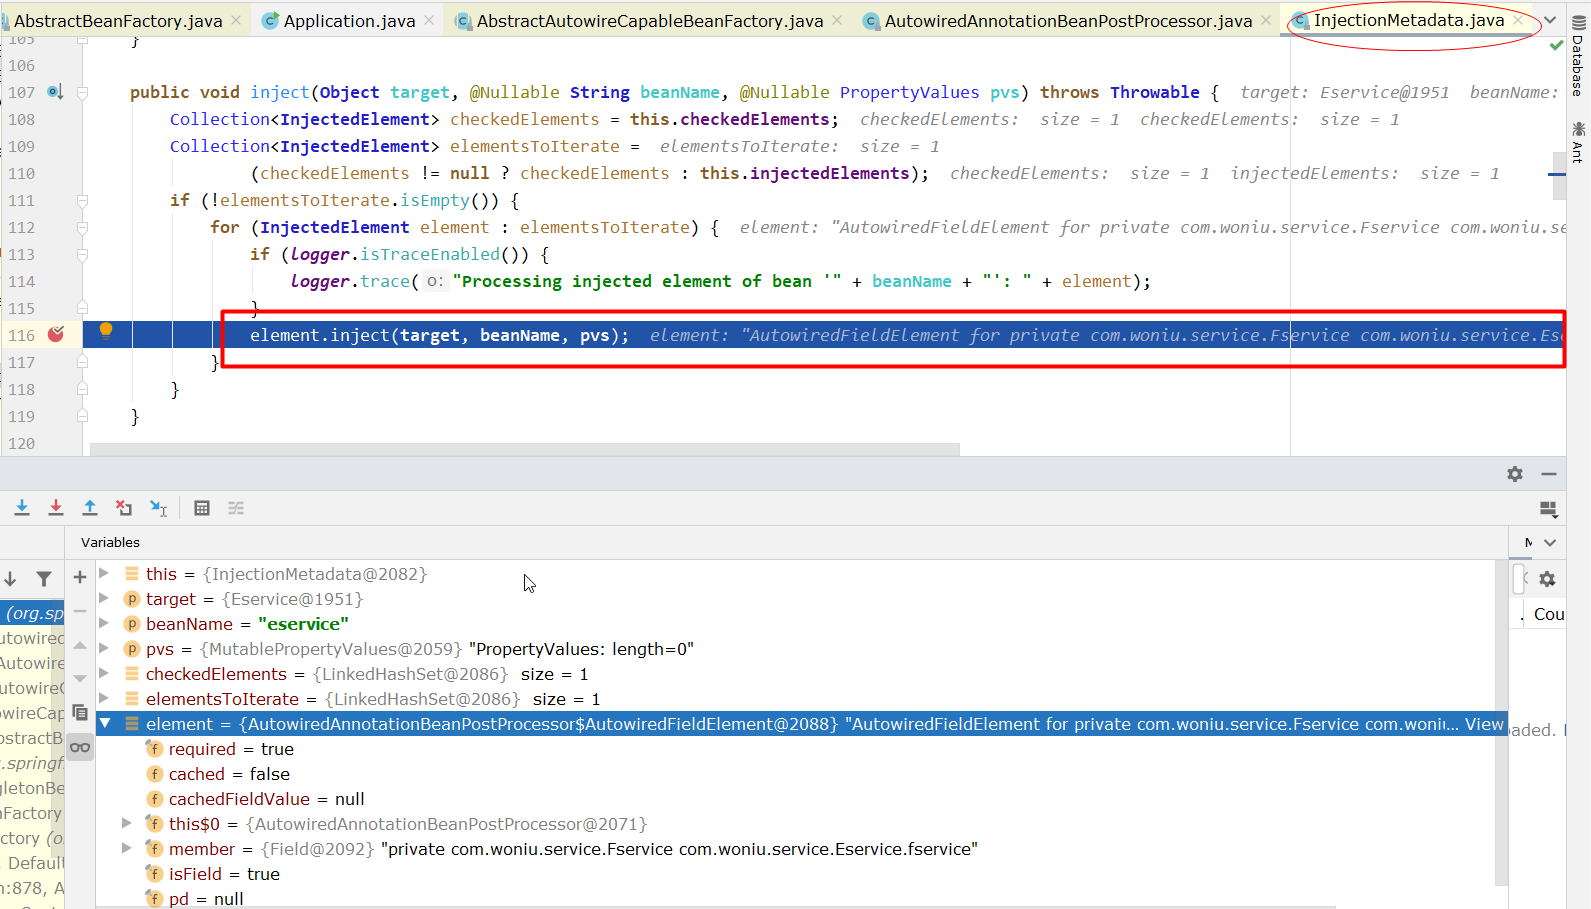 AbstractBeanFactory.java × Application.java × AbstractAutowireCapableBeanFactory.java × AutowiredAnnotationBeanPostProcessor.java × InjectionMetadata.java ×
105 }
106
107 public void inject(Object target, @Nullable String beanName, @Nullable PropertyValues pvs) throws Throwable { target: Eservice@1951 beanName:
108 Collection<InjectedElement> checkedElements = this.checkedElements; checkedElements: size = 1 checkedElements: size = 1
109 Collection<InjectedElement> elementsToIterate = elementsToIterate: size = 1
110 (checkedElements != null ? checkedElements : this.injectedElements); checkedElements: size = 1 injectedElements: size = 1
111 if (!elementsToIterate.isEmpty()) {
112 for (InjectedElement element : elementsToIterate) { element: "AutowiredFieldElement for private com.woniu.service.Fservice com.woniu.se
113 if (logger.isTraceEnabled()) {
114 logger.trace( o: "Processing injected element of bean '" + beanName + "': " + element);
115 }
116 element.inject(target, beanName, pvs); element: "AutowiredFieldElement for private com.woniu.service.Fservice com.woniu.service.Ese
117 }
118 }
119 }
120
Database
Ant
Variables
M
this = {InjectionMetadata@2082}
target = {Eservice@1951}
beanName = "eservice"
pvs = {MutablePropertyValues@2059} "PropertyValues: length=0"
checkedElements = {LinkedHashSet@2086} size = 1
elementsToIterate = {LinkedHashSet@2086} size = 1
element = {AutowiredAnnotationBeanPostProcessor$AutowiredFieldElement@2088} "AutowiredFieldElement for private com.woniu.service.Fservice com.woniu... View
required = true
cached = false
cachedFieldValue = null
this$0 = {AutowiredAnnotationBeanPostProcessor@2071}
member = {Field@2092} "private com.woniu.service.Fservice com.woniu.service.Eservice.fservice"
isField = true
pd = null
(org.sp
utowired
Autowire
utowireC
wireCap
bstractB
g.springf
gletonBe
nFactory
ctory (o
, Default
n:878, A
Cou
oaded.